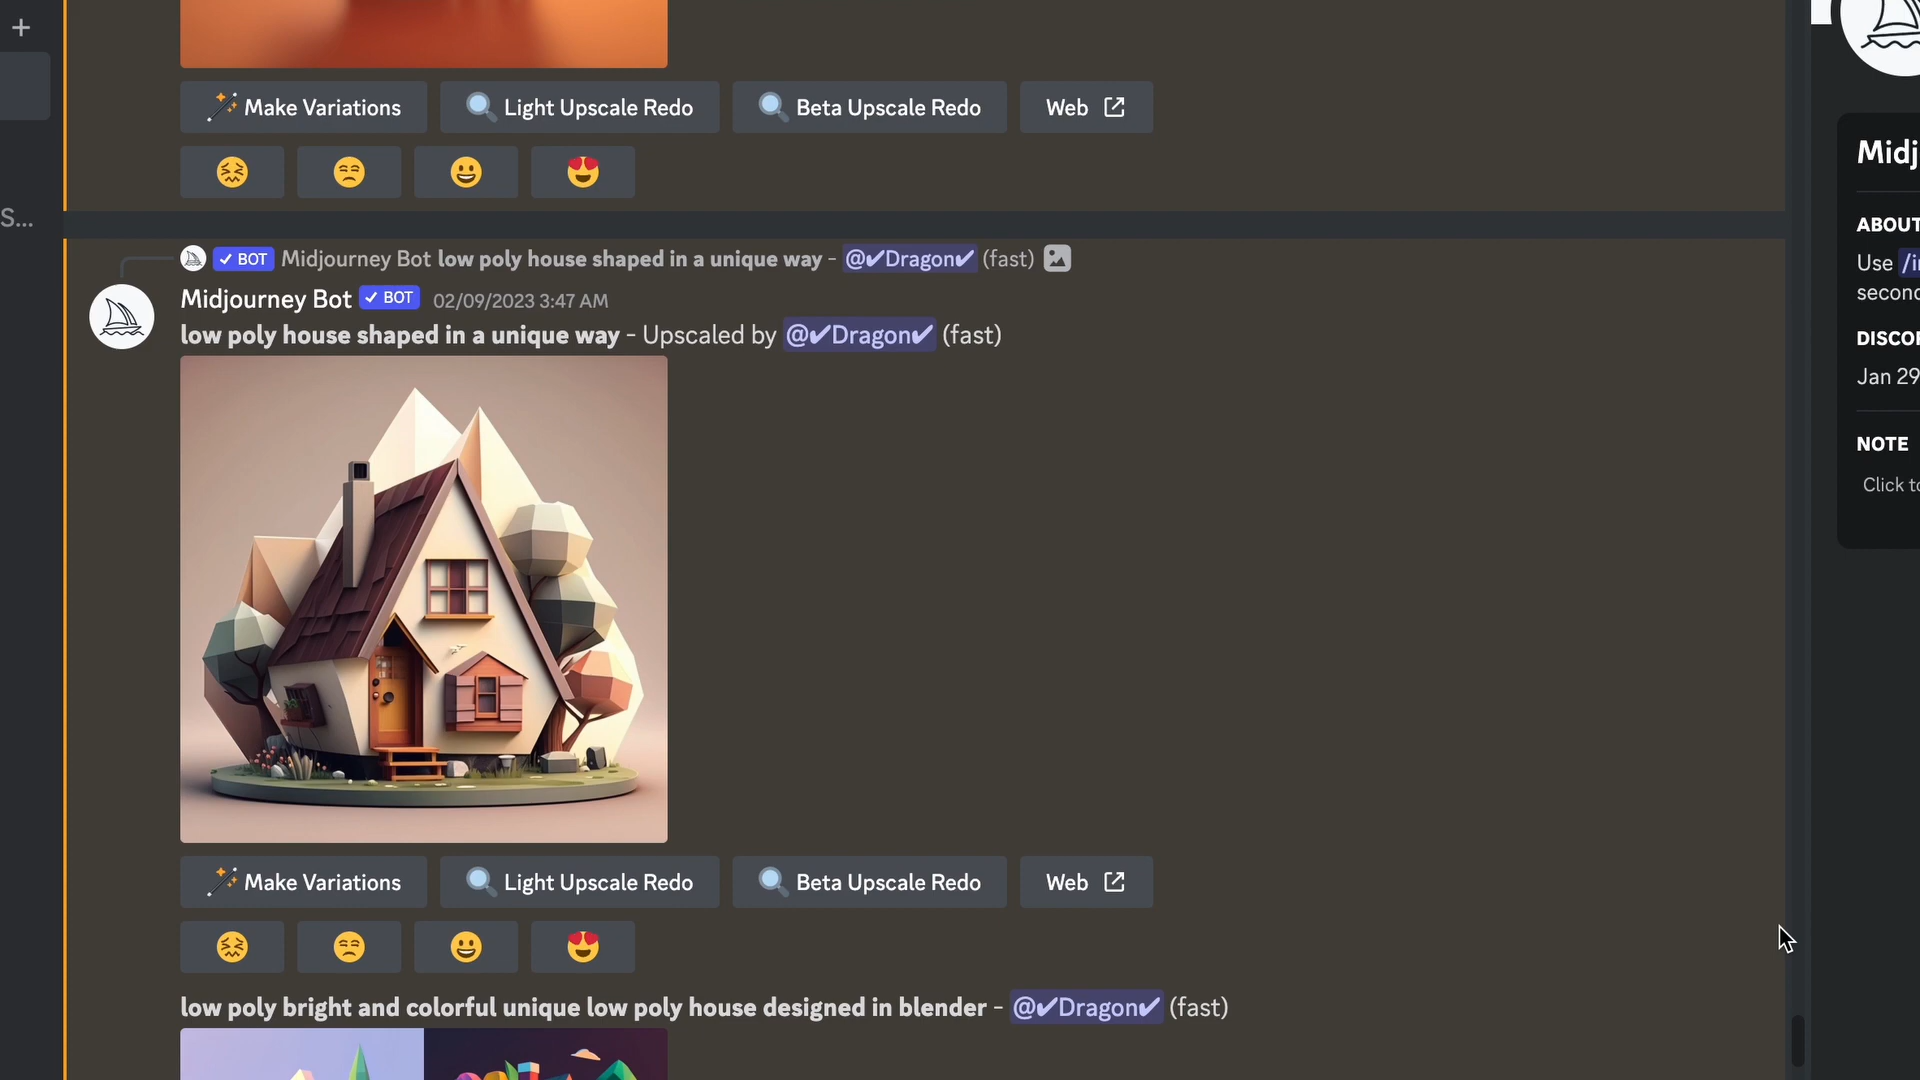 Make Variations
Light Upscale Redo
Beta Upscale Redo
Web
S...
BOT Midjourney Bot low poly house shaped in a unique way - @✔Dragon✔ (fast)
Midjourney Bot BOT 02/09/2023 3:47 AM
low poly house shaped in a unique way - Upscaled by @✔Dragon✔ (fast)
Make Variations
Light Upscale Redo
Beta Upscale Redo
Web
low poly bright and colorful unique low poly house designed in blender - @✔Dragon✔ (fast)
Midj
ABOUT
Use /i
second
DISCO
Jan 29
NOTE
Click to